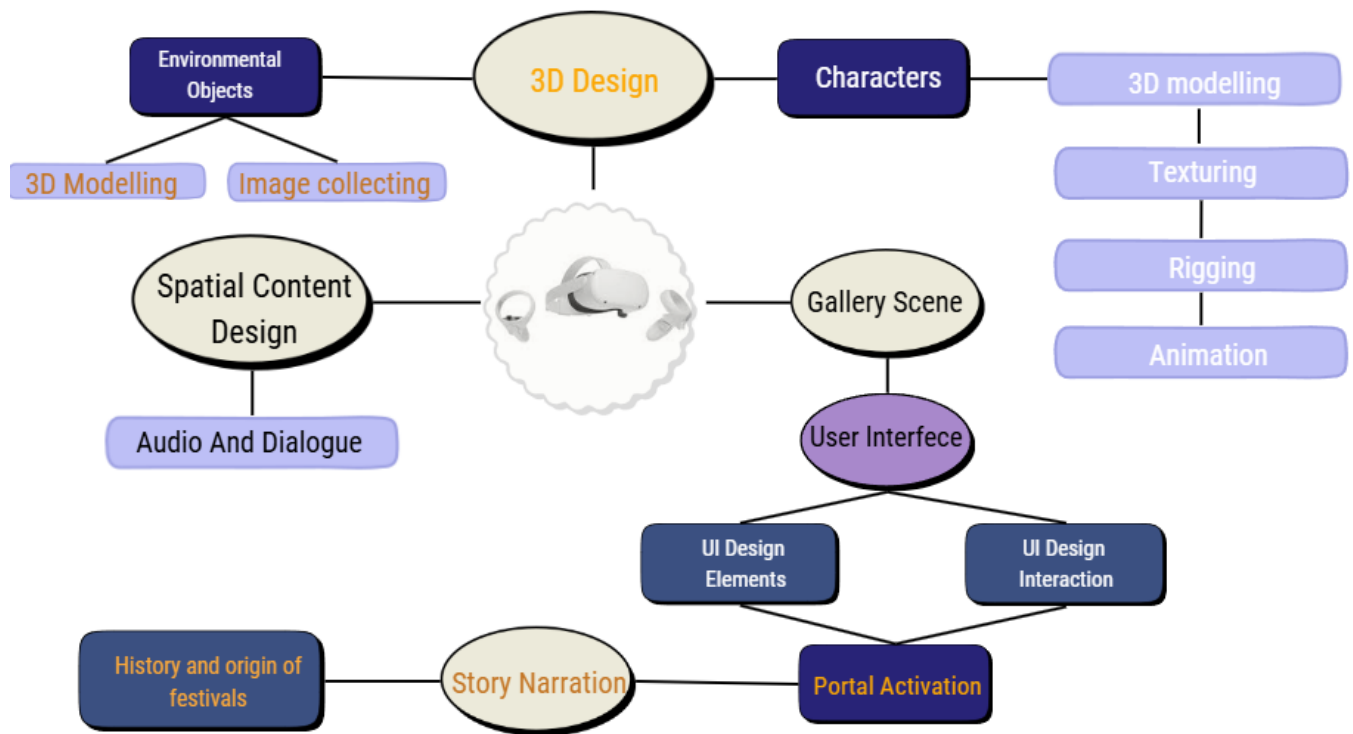 Environmental
Objects
3D Design
Characters
3D modelling
3D Modelling
Image collecting
Texturing
Rigging
Animation
Spatial Content
Design
Gallery Scene
Audio And Dialogue
User Interfece
UI Design
Elements
UI Design
Interaction
History and origin of
festivals
Story Narration
Portal Activation